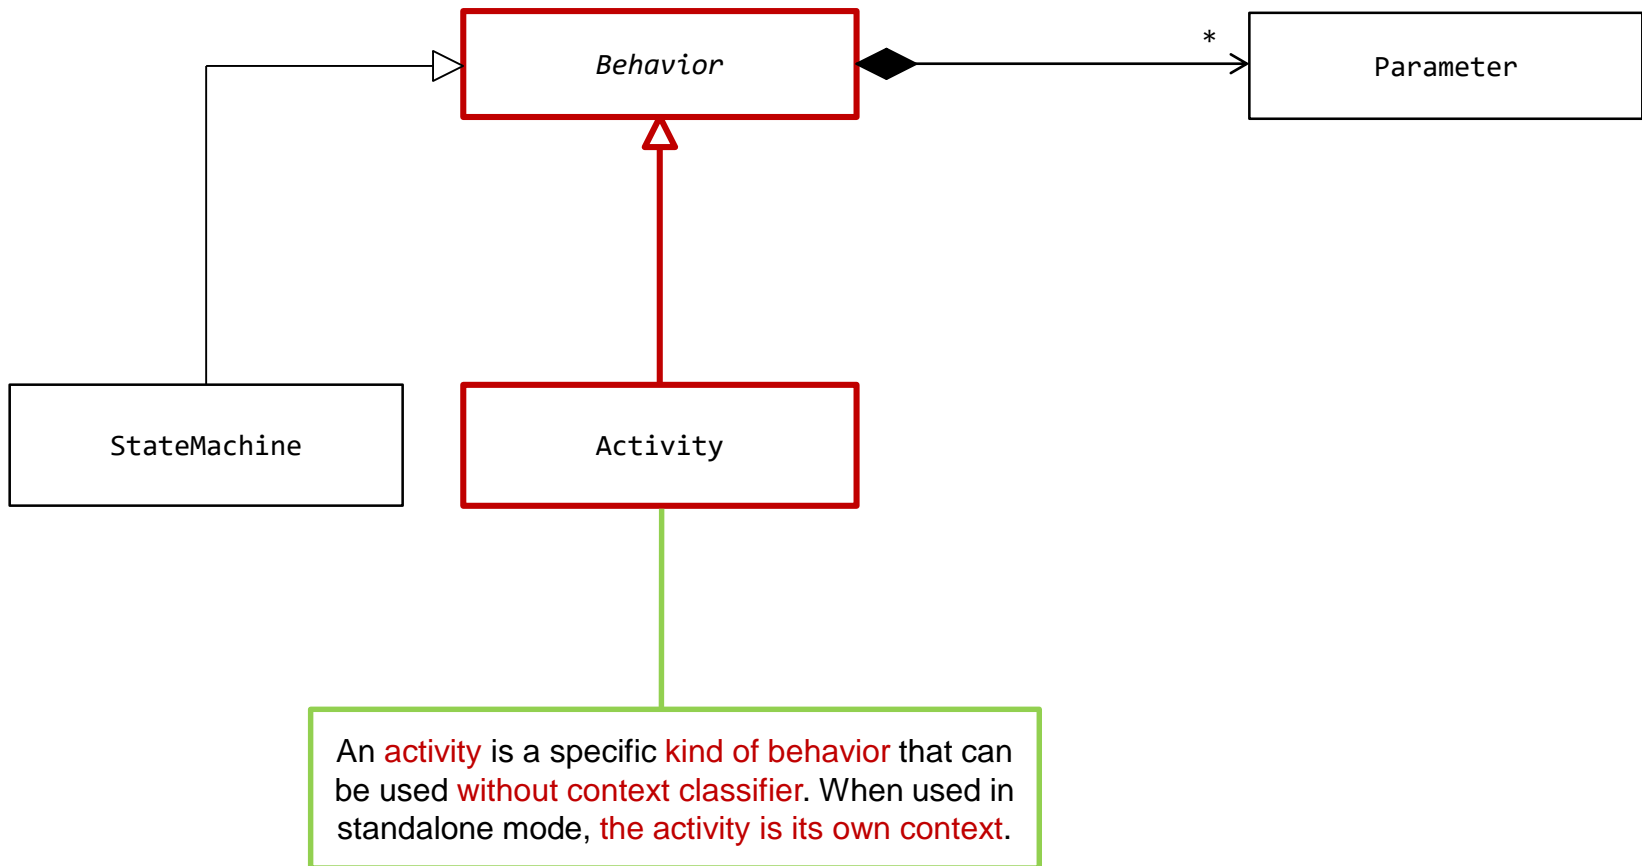 Behavior
*
Parameter
StateMachine
Activity
An activity is a specific kind of behavior that can
be used without context classifier. When used in
standalone mode, the activity is its own context.